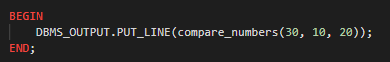 BEGIN
    DBMS_OUTPUT.PUT_LINE(compare_numbers(30, 10, 20));
END;